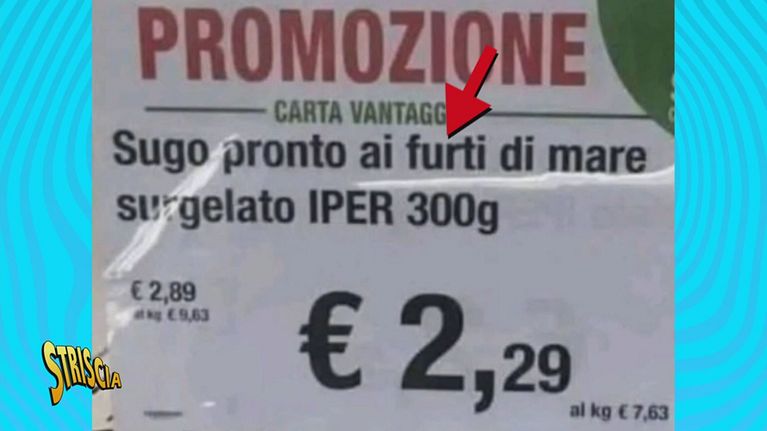 PROMOZIONE
CARTA VANTAGG
Sugo pronto ai furti di mare
surgelato IPER 300g
€ 2,89
al kg € 9,63
€ 2,29
al kg € 7,63
STRISCIA